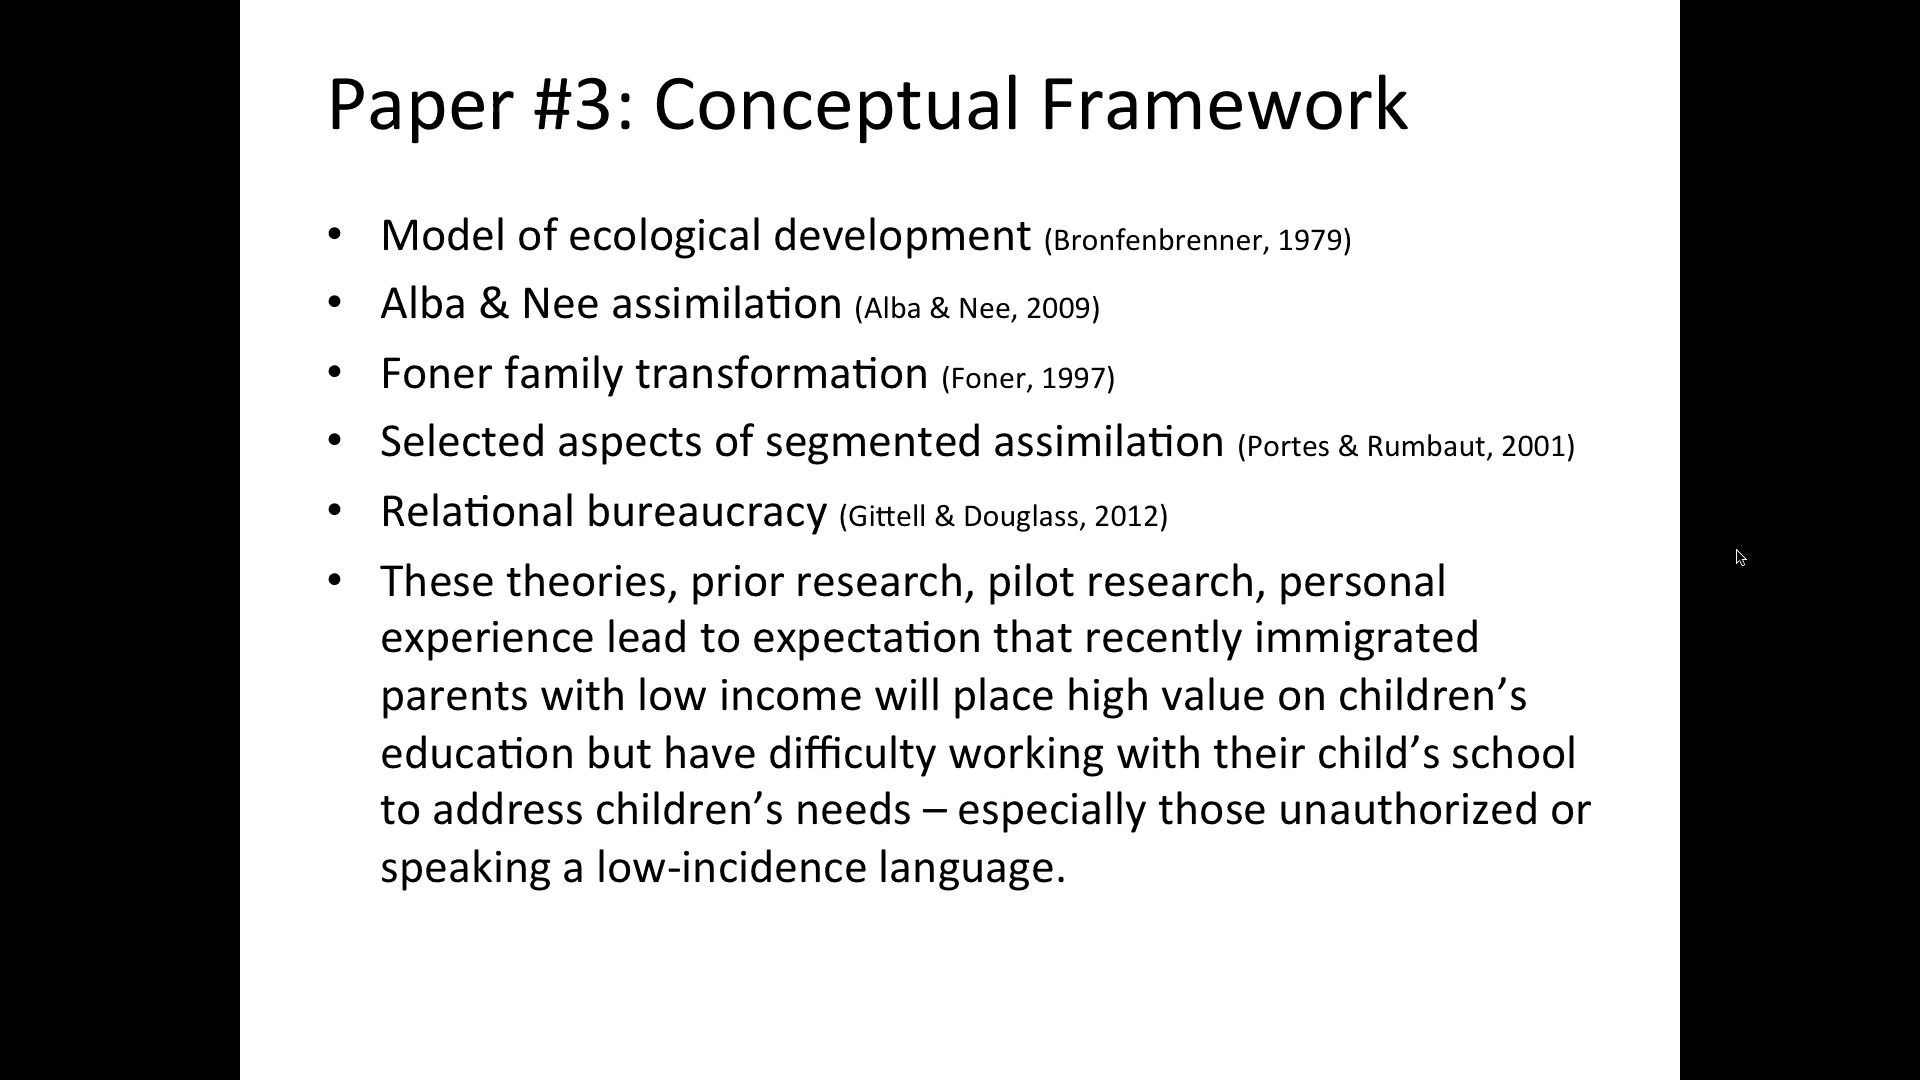 Paper #3: Conceptual Framework
• Model of ecological development (Bronfenbrenner, 1979)
• Alba & Nee assimilation (Alba & Nee, 2009)
• Foner family transformation (Foner, 1997)
• Selected aspects of segmented assimilation (Portes & Rumbaut, 2001)
• Relational bureaucracy (Gittell & Douglass, 2012)
• These theories, prior research, pilot research, personal
experience lead to expectation that recently immigrated
parents with low income will place high value on children’s
education but have difficulty working with their child’s school
to address children’s needs – especially those unauthorized or
speaking a low-incidence language.